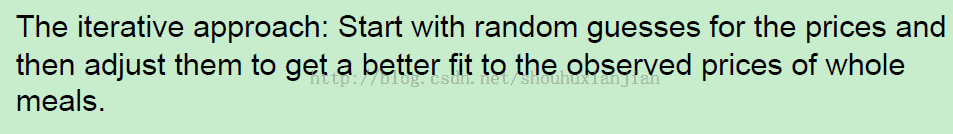 The iterative approach: Start with random guesses for the prices and
then adjust them to get a better fit to the observed prices of whole
http://blog.csdn.net/shouhuxianjian
meals.